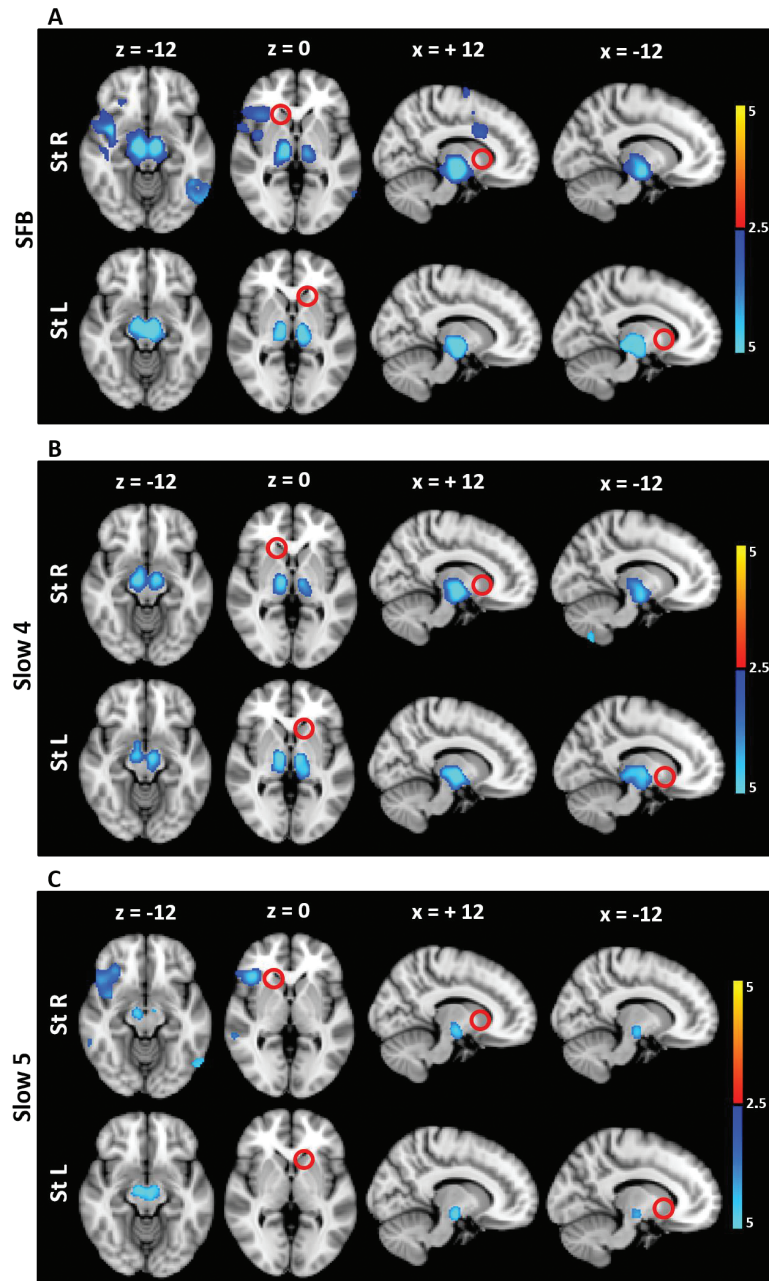 A
z = -12 z = 0 x = + 12 x = -12
SFB
St R
St L
5
2.5
5
B
z = -12 z = 0 x = + 12 x = -12
Slow 4
St R
St L
5
2.5
5
C
z = -12 z = 0 x = + 12 x = -12
Slow 5
St R
St L
5
2.5
5